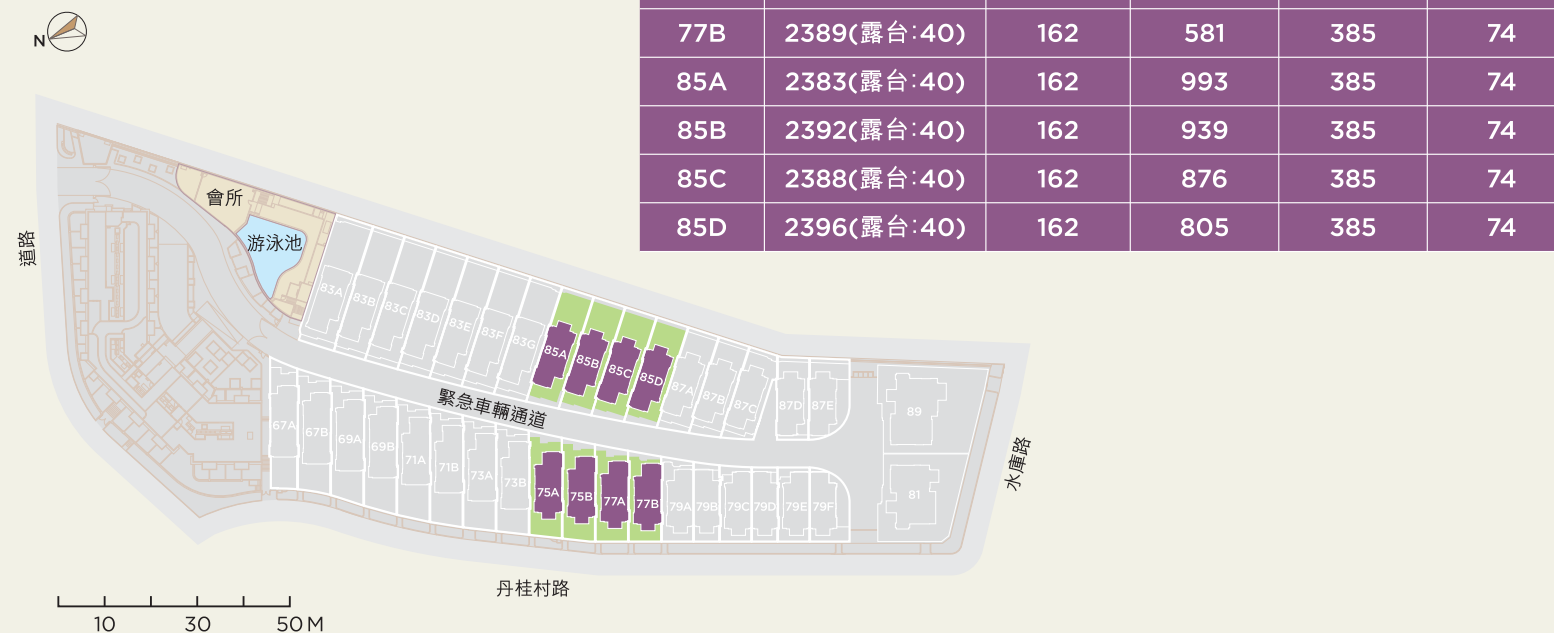 N
77B 2389(露台:40) 162 581 385 74
85A 2383(露台:40) 162 993 385 74
85B 2392(露台:40) 162 939 385 74
85C 2388(露台:40) 162 876 385 74
85D 2396(露台:40) 162 805 385 74
會所
游泳池
道路
83A
83B
83C
83D
83E
83F
83G
85A
85B
85C
85D
87A
87B
87C
87D
87E
89
緊急車輛通道
67A
67B
69A
69B
71A
71B
73A
73B
75A
75B
77A
77B
79A
79B
79C
79D
79E
79F
81
水庫路
丹桂村路
10 30 50 M